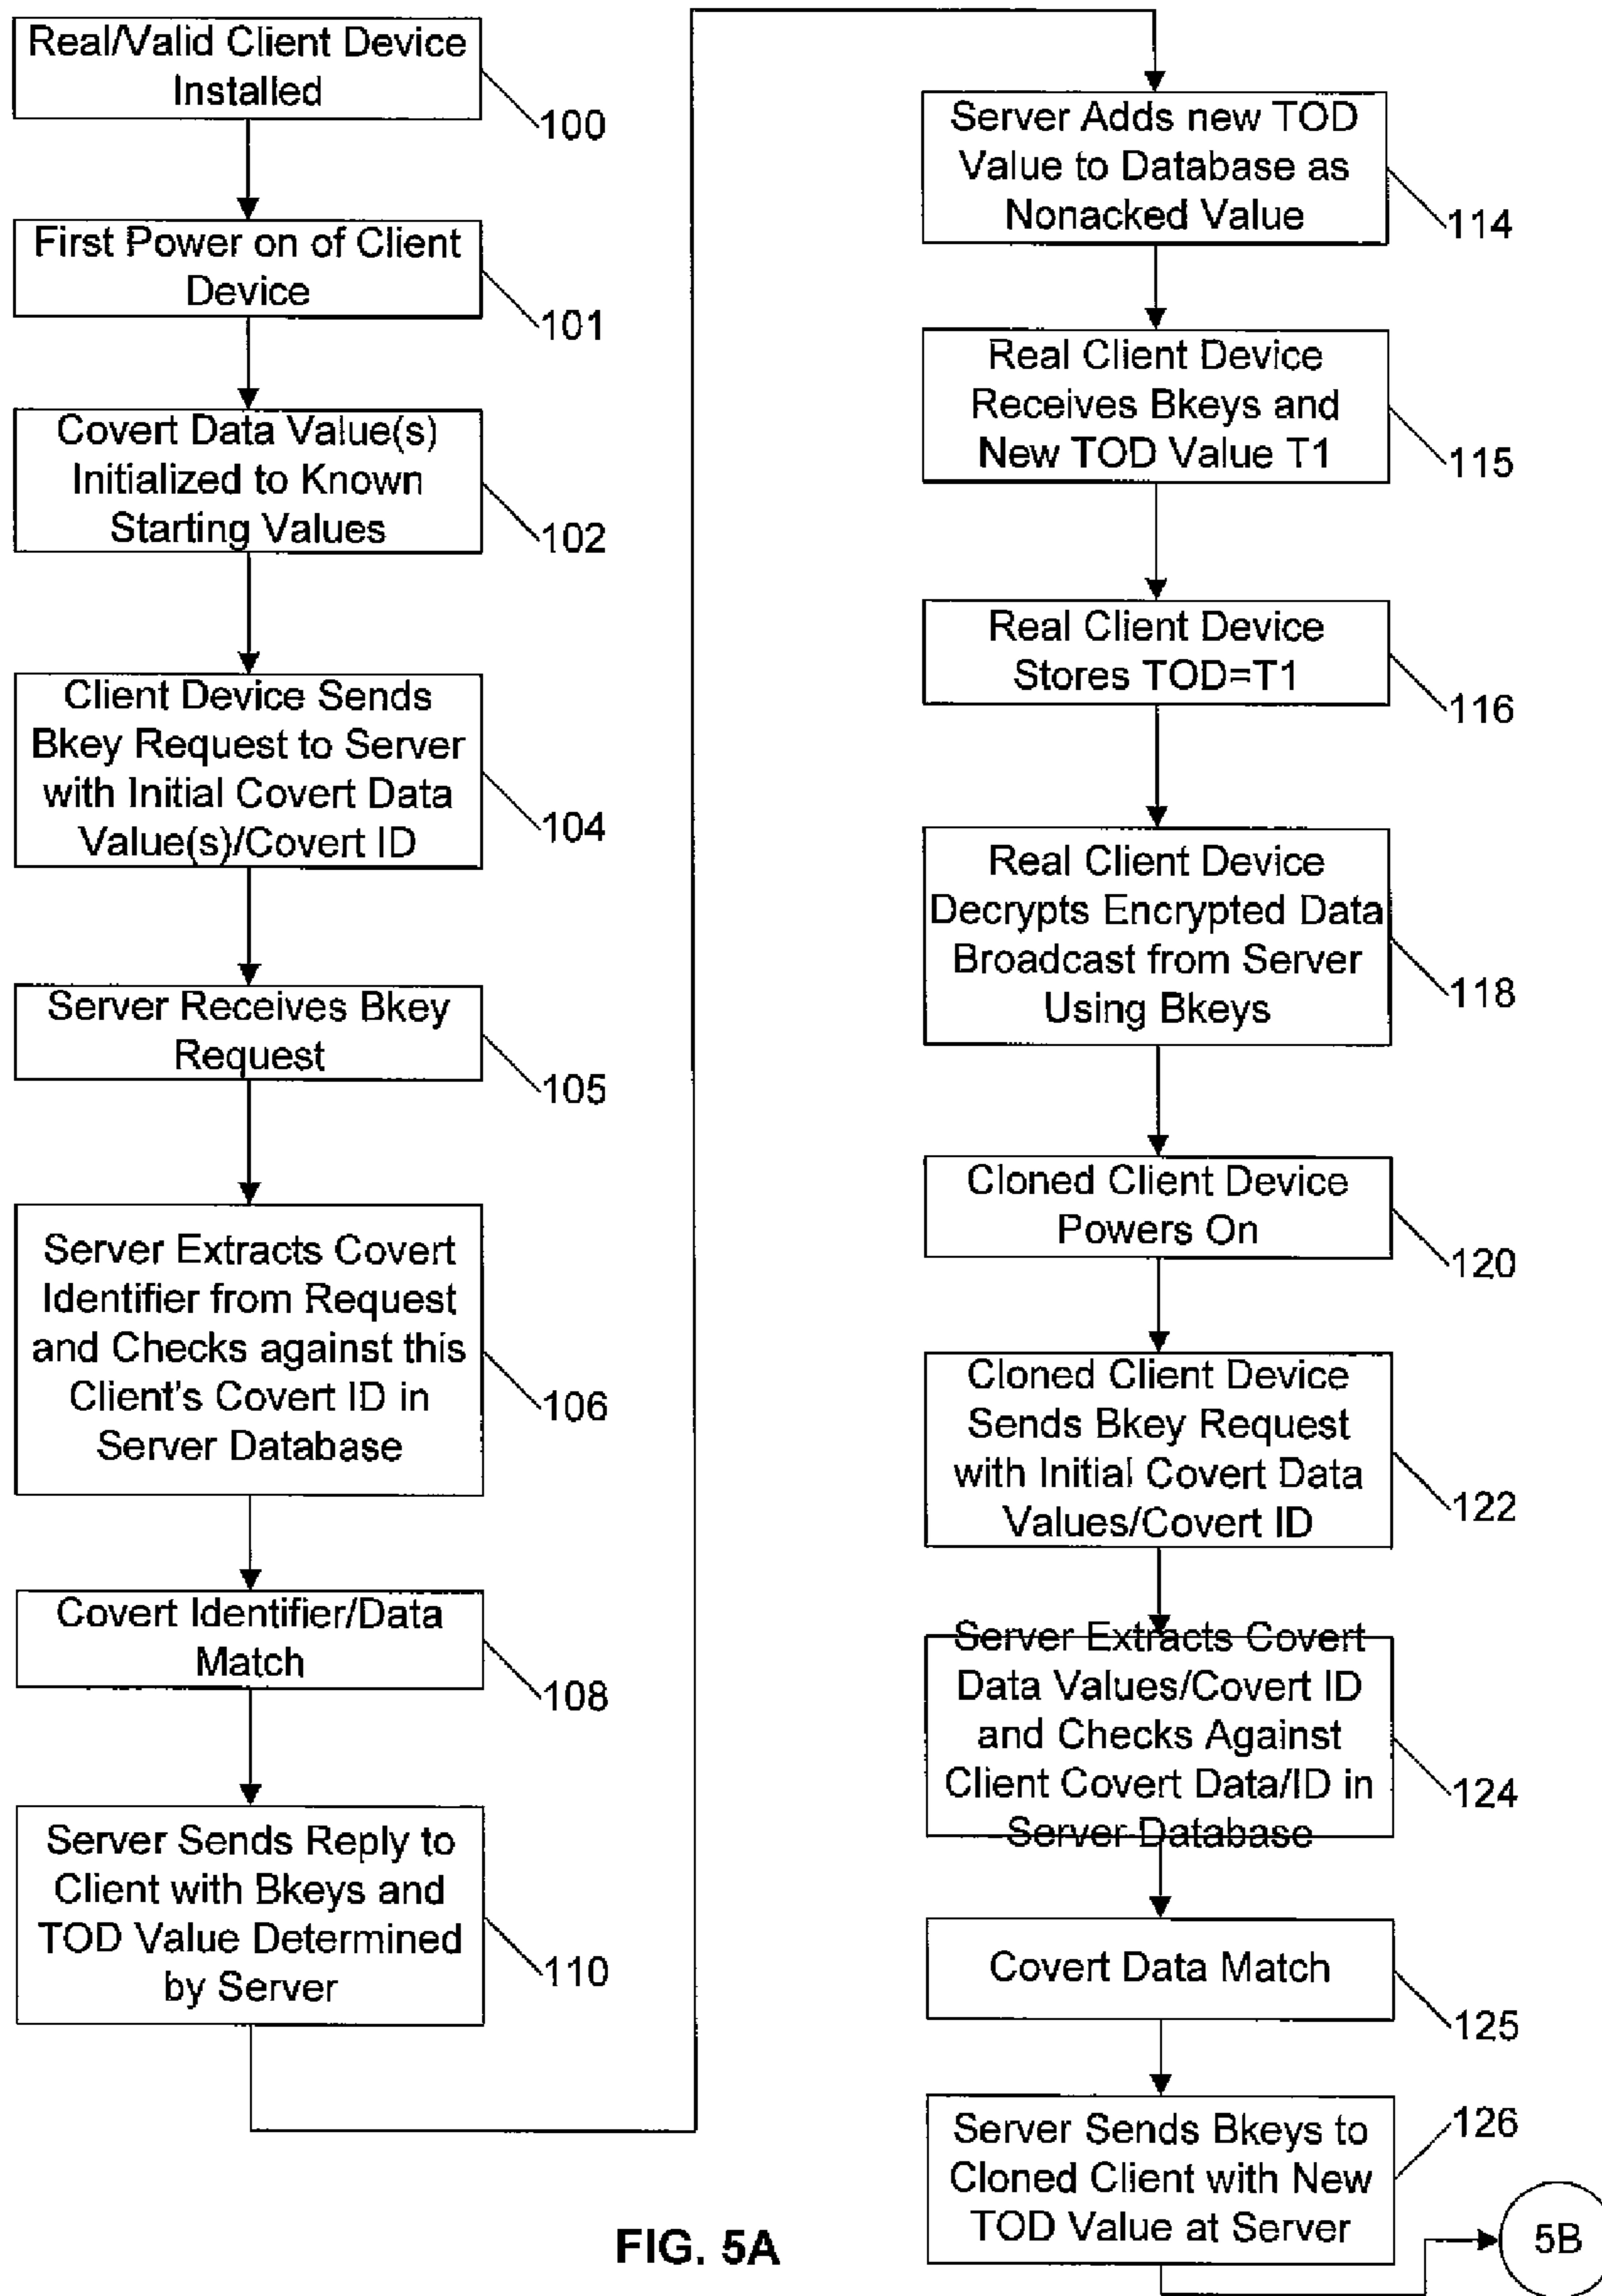 Real/Valid Client Device
Installed
100
First Power on of Client
Device
101
Covert Data Value(s)
Initialized to Known
Starting Values
102
Client Device Sends
Bkey Request to Server
with Initial Covert Data
Value(s)/Covert ID
104
Server Receives Bkey
Request
105
Server Extracts Covert
Identifier from Request
and Checks against this
Client's Covert ID in
Server Database
106
Covert Identifier/Data
Match
108
Server Sends Reply to
Client with Bkeys and
TOD Value Determined
by Server
110
Server Adds new TOD
Value to Database as
Nonacked Value
114
Real Client Device
Receives Bkeys and
New TOD Value T1
115
Real Client Device
Stores TOD=T1
116
Real Client Device
Decrypts Encrypted Data
Broadcast from Server
Using Bkeys
118
Cloned Client Device
Powers On
120
Cloned Client Device
Sends Bkey Request
with Initial Covert Data
Values/Covert ID
122
Server Extracts Covert
Data Values/Covert ID
and Checks Against
Client Covert Data/ID in
Server Database
124
Covert Data Match
125
Server Sends Bkeys to
Cloned Client with New
TOD Value at Server
126
5B
FIG. 5A